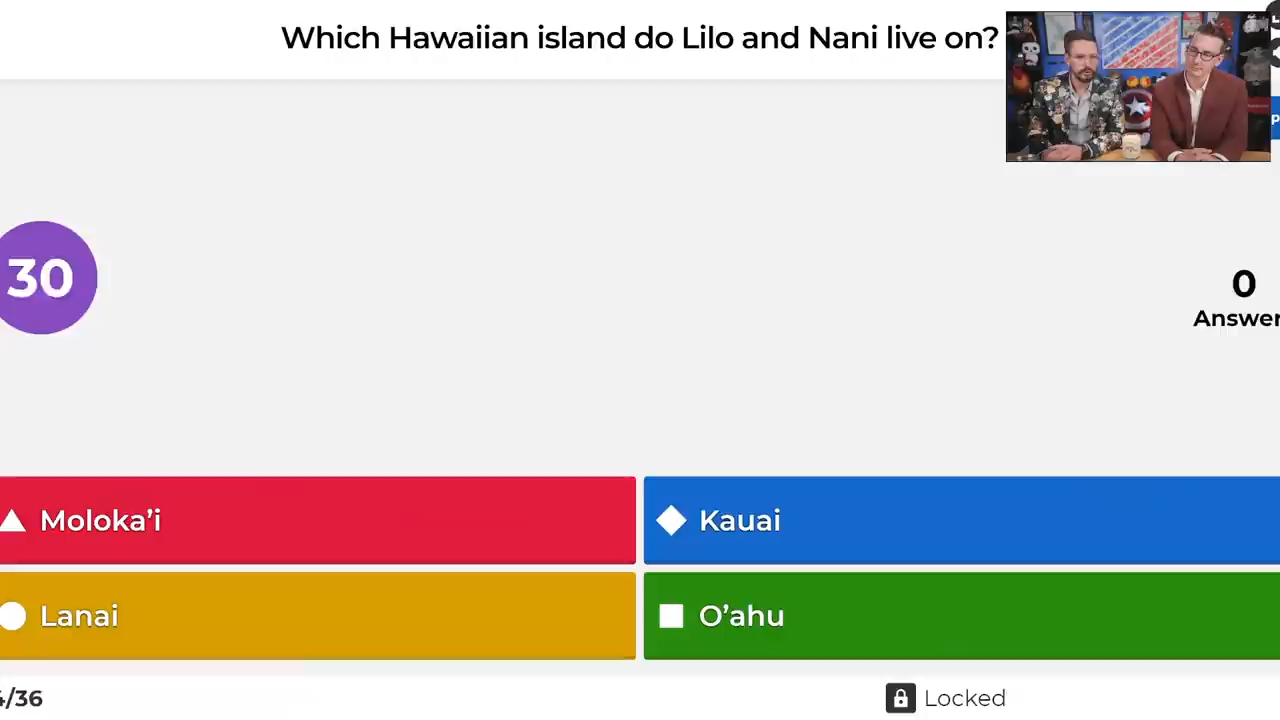 Which Hawaiian island do Lilo and Nani live on?
30
0
Answer
Moloka’i
Kauai
Lanai
O’ahu
/36
Locked